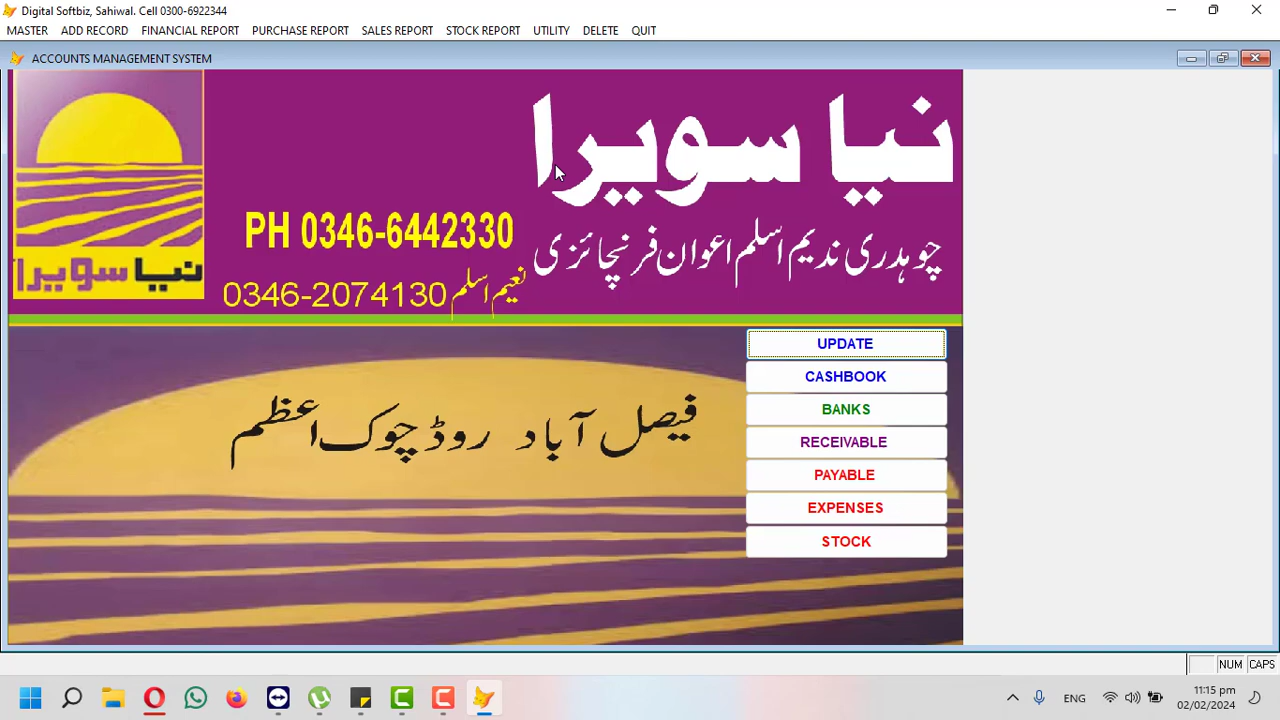 Digital Softbiz, Sahiwal. Cell 0300-6922344
MASTER ADD RECORD FINANCIAL REPORT PURCHASE REPORT SALES REPORT STOCK REPORT UTILITY DELETE QUIT
ACCOUNTS MANAGEMENT SYSTEM
نیا سویرا
نیا سویرا
چوہدری ندیم اسلم اعوان فرنچائزی
PH 0346-6442330
نعیم اسلم 0346-2074130
فیصل آباد روڈ چوک اعظم
UPDATE
CASHBOOK
BANKS
RECEIVABLE
PAYABLE
EXPENSES
STOCK
NUM CAPS
ENG
11:15 pm
02/02/2024